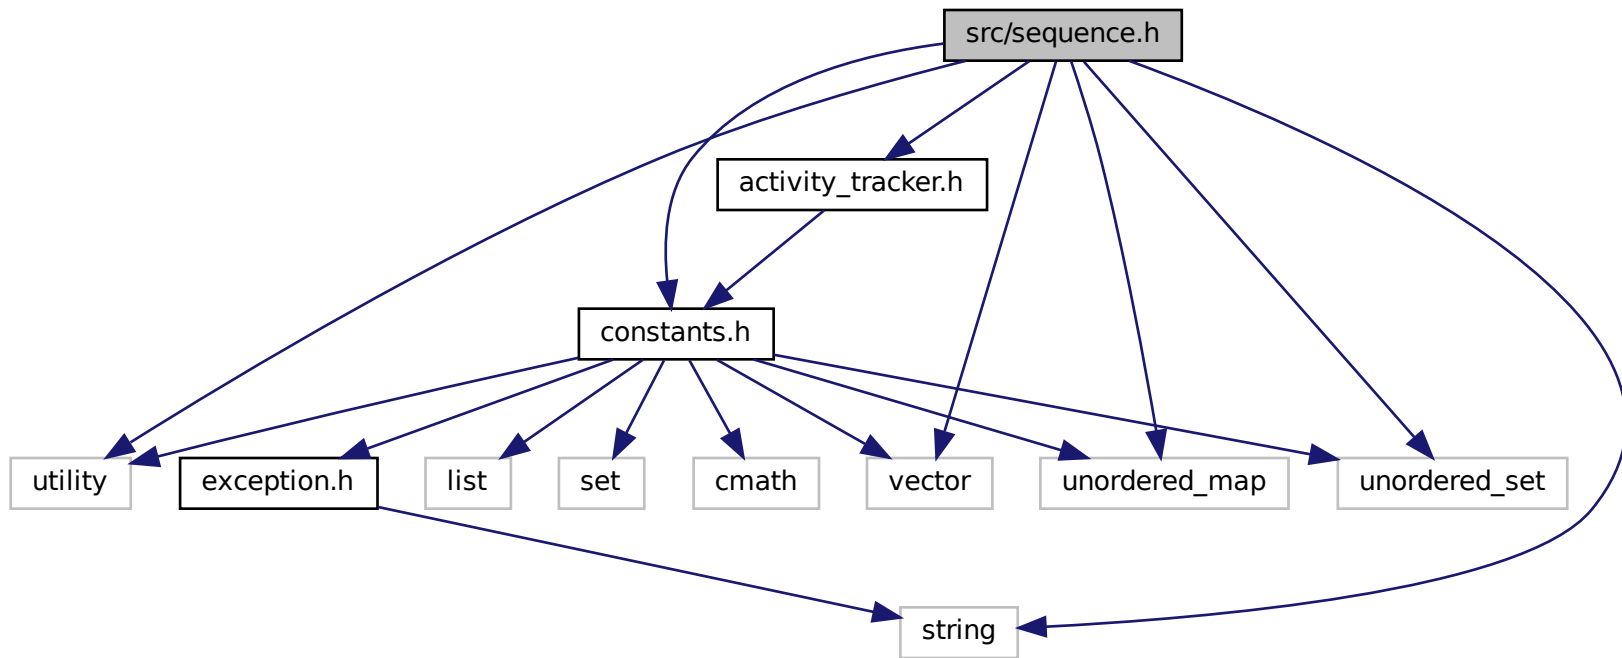 src/sequence.h
activity_tracker.h
constants.h
utility
exception.h
list
set
cmath
vector
unordered_map
unordered_set
string